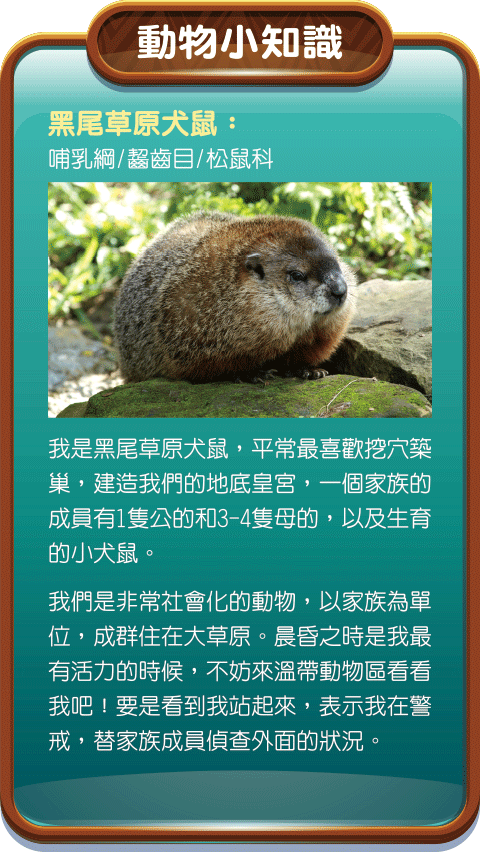 動物小知識
黑尾草原犬鼠：
哺乳綱/齧齒目/松鼠科
我是黑尾草原犬鼠，平常最喜歡挖穴築
巢，建造我們的地底皇宮，一個家族的
成員有1隻公的和3-4隻母的，以及生育
的小犬鼠。
我們是非常社會化的動物，以家族為單
位，成群住在大草原。晨昏之時是我最
有活力的時候，不妨來溫帶動物區看看
我吧！要是看到我站起來，表示我在警
戒，替家族成員偵查外面的狀況。